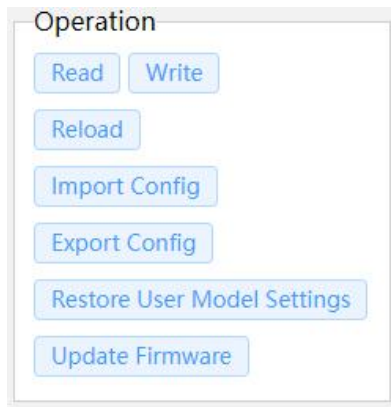 Operation
Read Write
Reload
Import Config
Export Config
Restore User Model Settings
Update Firmware